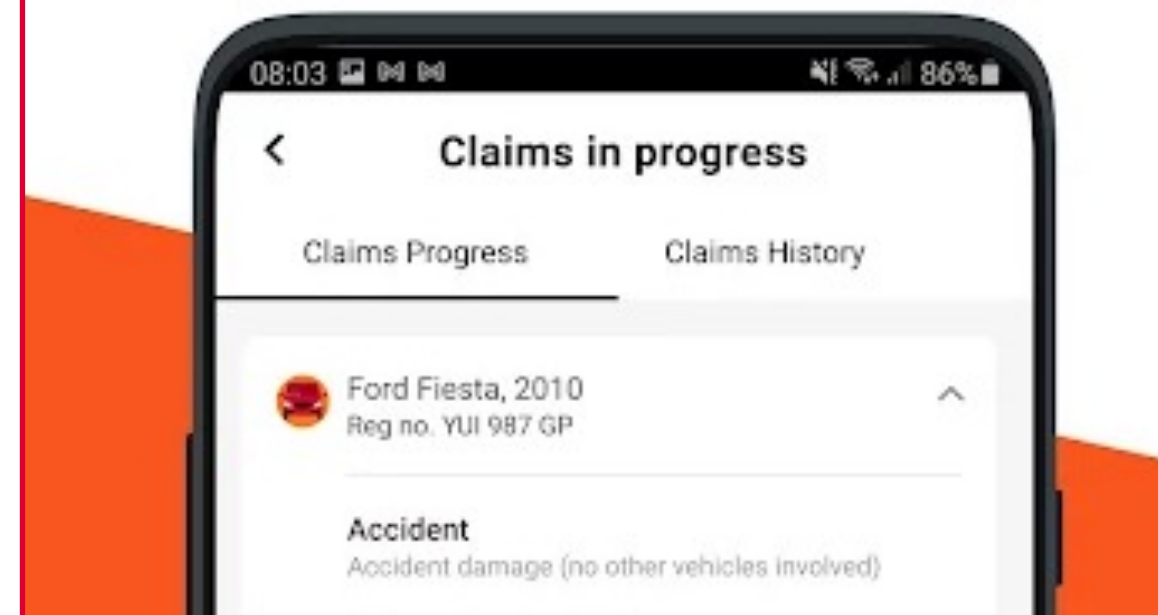 08:03 86%
Claims in progress
Claims Progress Claims History
Ford Fiesta, 2010
Reg no. YUI 987 GP
Accident
Accident damage (no other vehicles involved)